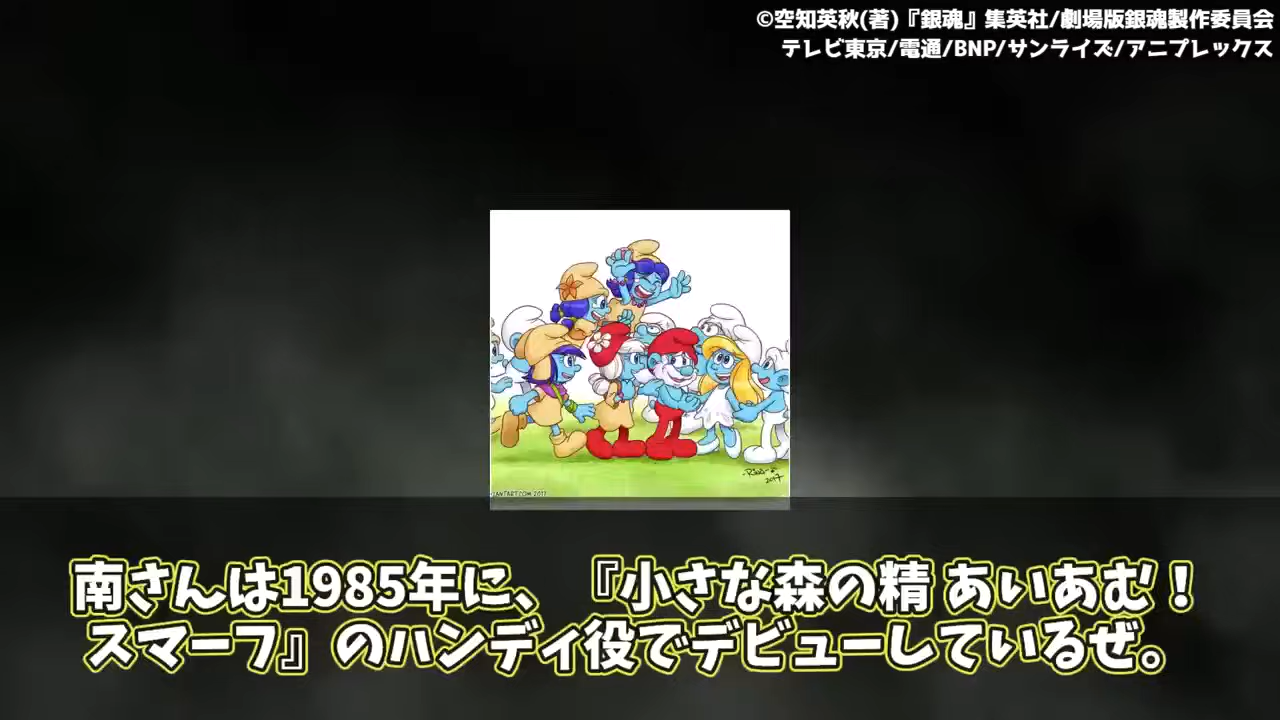 ©空知英秋(著)『銀魂』集英社/劇場版銀魂製作委員会
テレビ東京/電通/BNP/サンライズ/アニプレックス
2017
南さんは1985年に、『小さな森の精 あいあむ！
スマーフ』のハンディ役でデビューしているぜ。